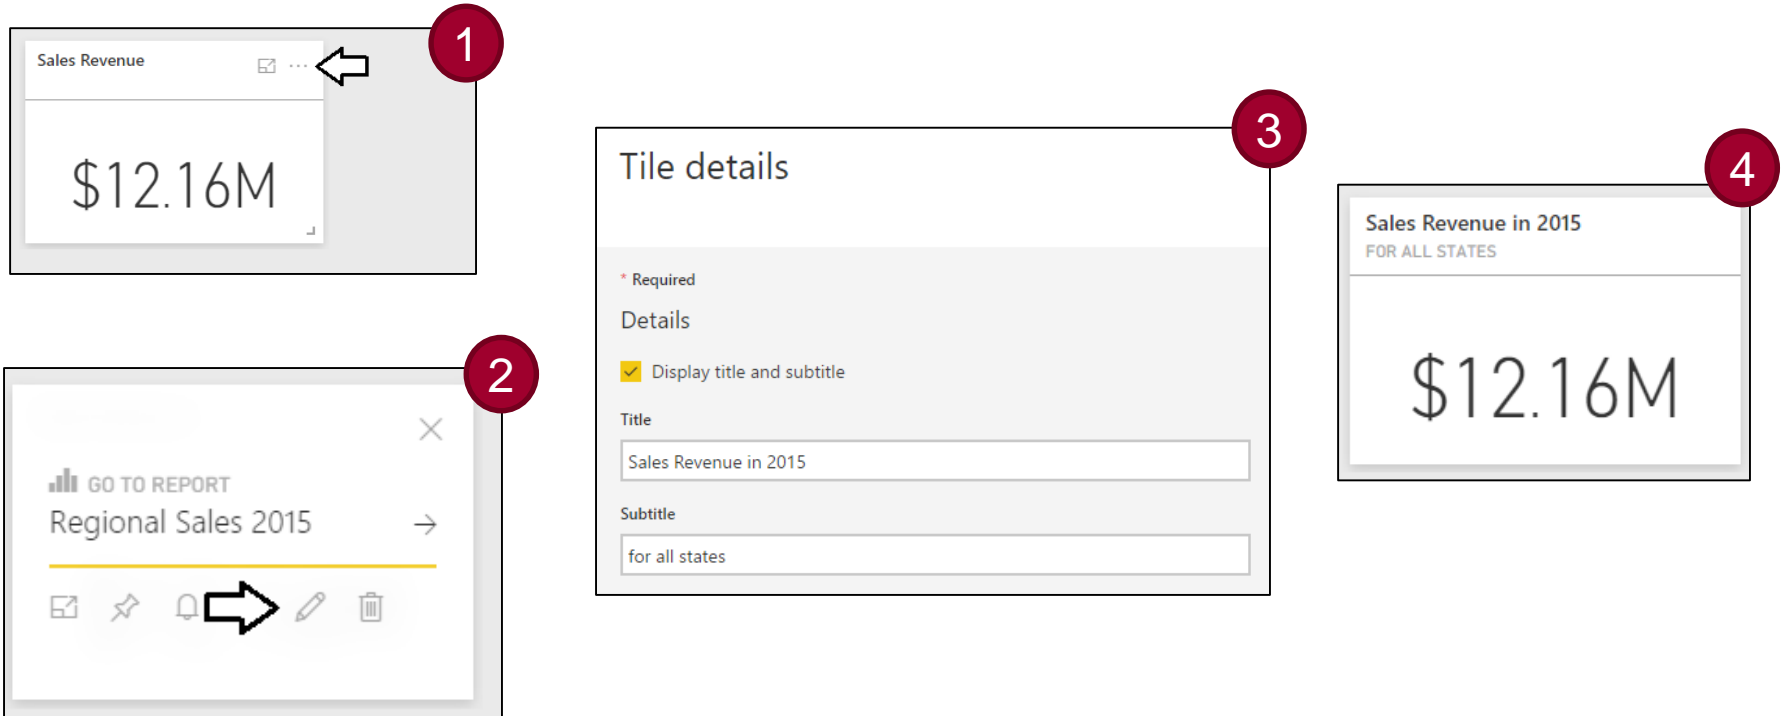 1
Sales Revenue
$12.16M
2
GO TO REPORT
Regional Sales 2015
3
Tile details
* Required
Details
Display title and subtitle
Title
Sales Revenue in 2015
Subtitle
for all states
4
Sales Revenue in 2015
FOR ALL STATES
$12.16M